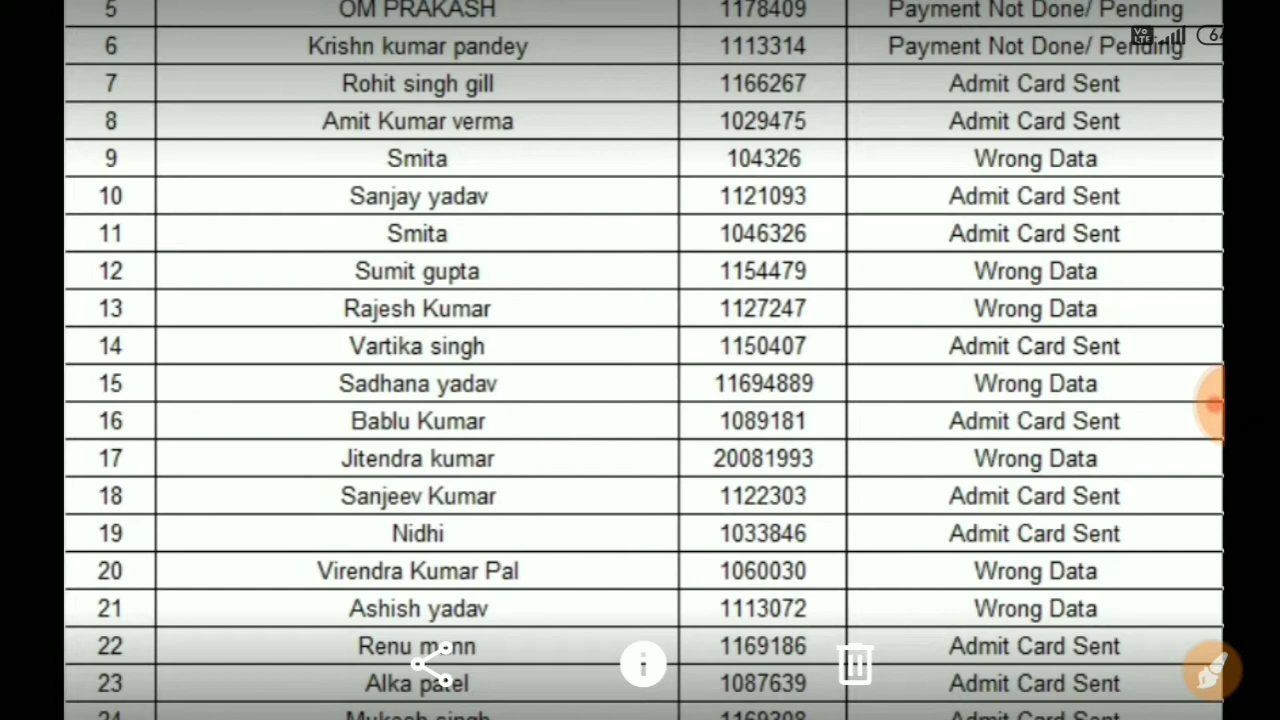 5 OM PRAKASH 1178409 Payment Not Done/ Pending
6 Krishn kumar pandey 1113314 Payment Not Done/ Pending
7 Rohit singh gill 1166267 Admit Card Sent
8 Amit Kumar verma 1029475 Admit Card Sent
9 Smita 104326 Wrong Data
10 Sanjay yadav 1121093 Admit Card Sent
11 Smita 1046326 Admit Card Sent
12 Sumit gupta 1154479 Wrong Data
13 Rajesh Kumar 1127247 Wrong Data
14 Vartika singh 1150407 Admit Card Sent
15 Sadhana yadav 11694889 Wrong Data
16 Bablu Kumar 1089181 Admit Card Sent
17 Jitendra kumar 20081993 Wrong Data
18 Sanjeev Kumar 1122303 Admit Card Sent
19 Nidhi 1033846 Admit Card Sent
20 Virendra Kumar Pal 1060030 Wrong Data
21 Ashish yadav 1113072 Wrong Data
22 Renu mann 1169186 Admit Card Sent
23 Alka patel 1087639 Admit Card Sent
24 Mukesh singh 1169308 Admit Card Sent
Vo LTE